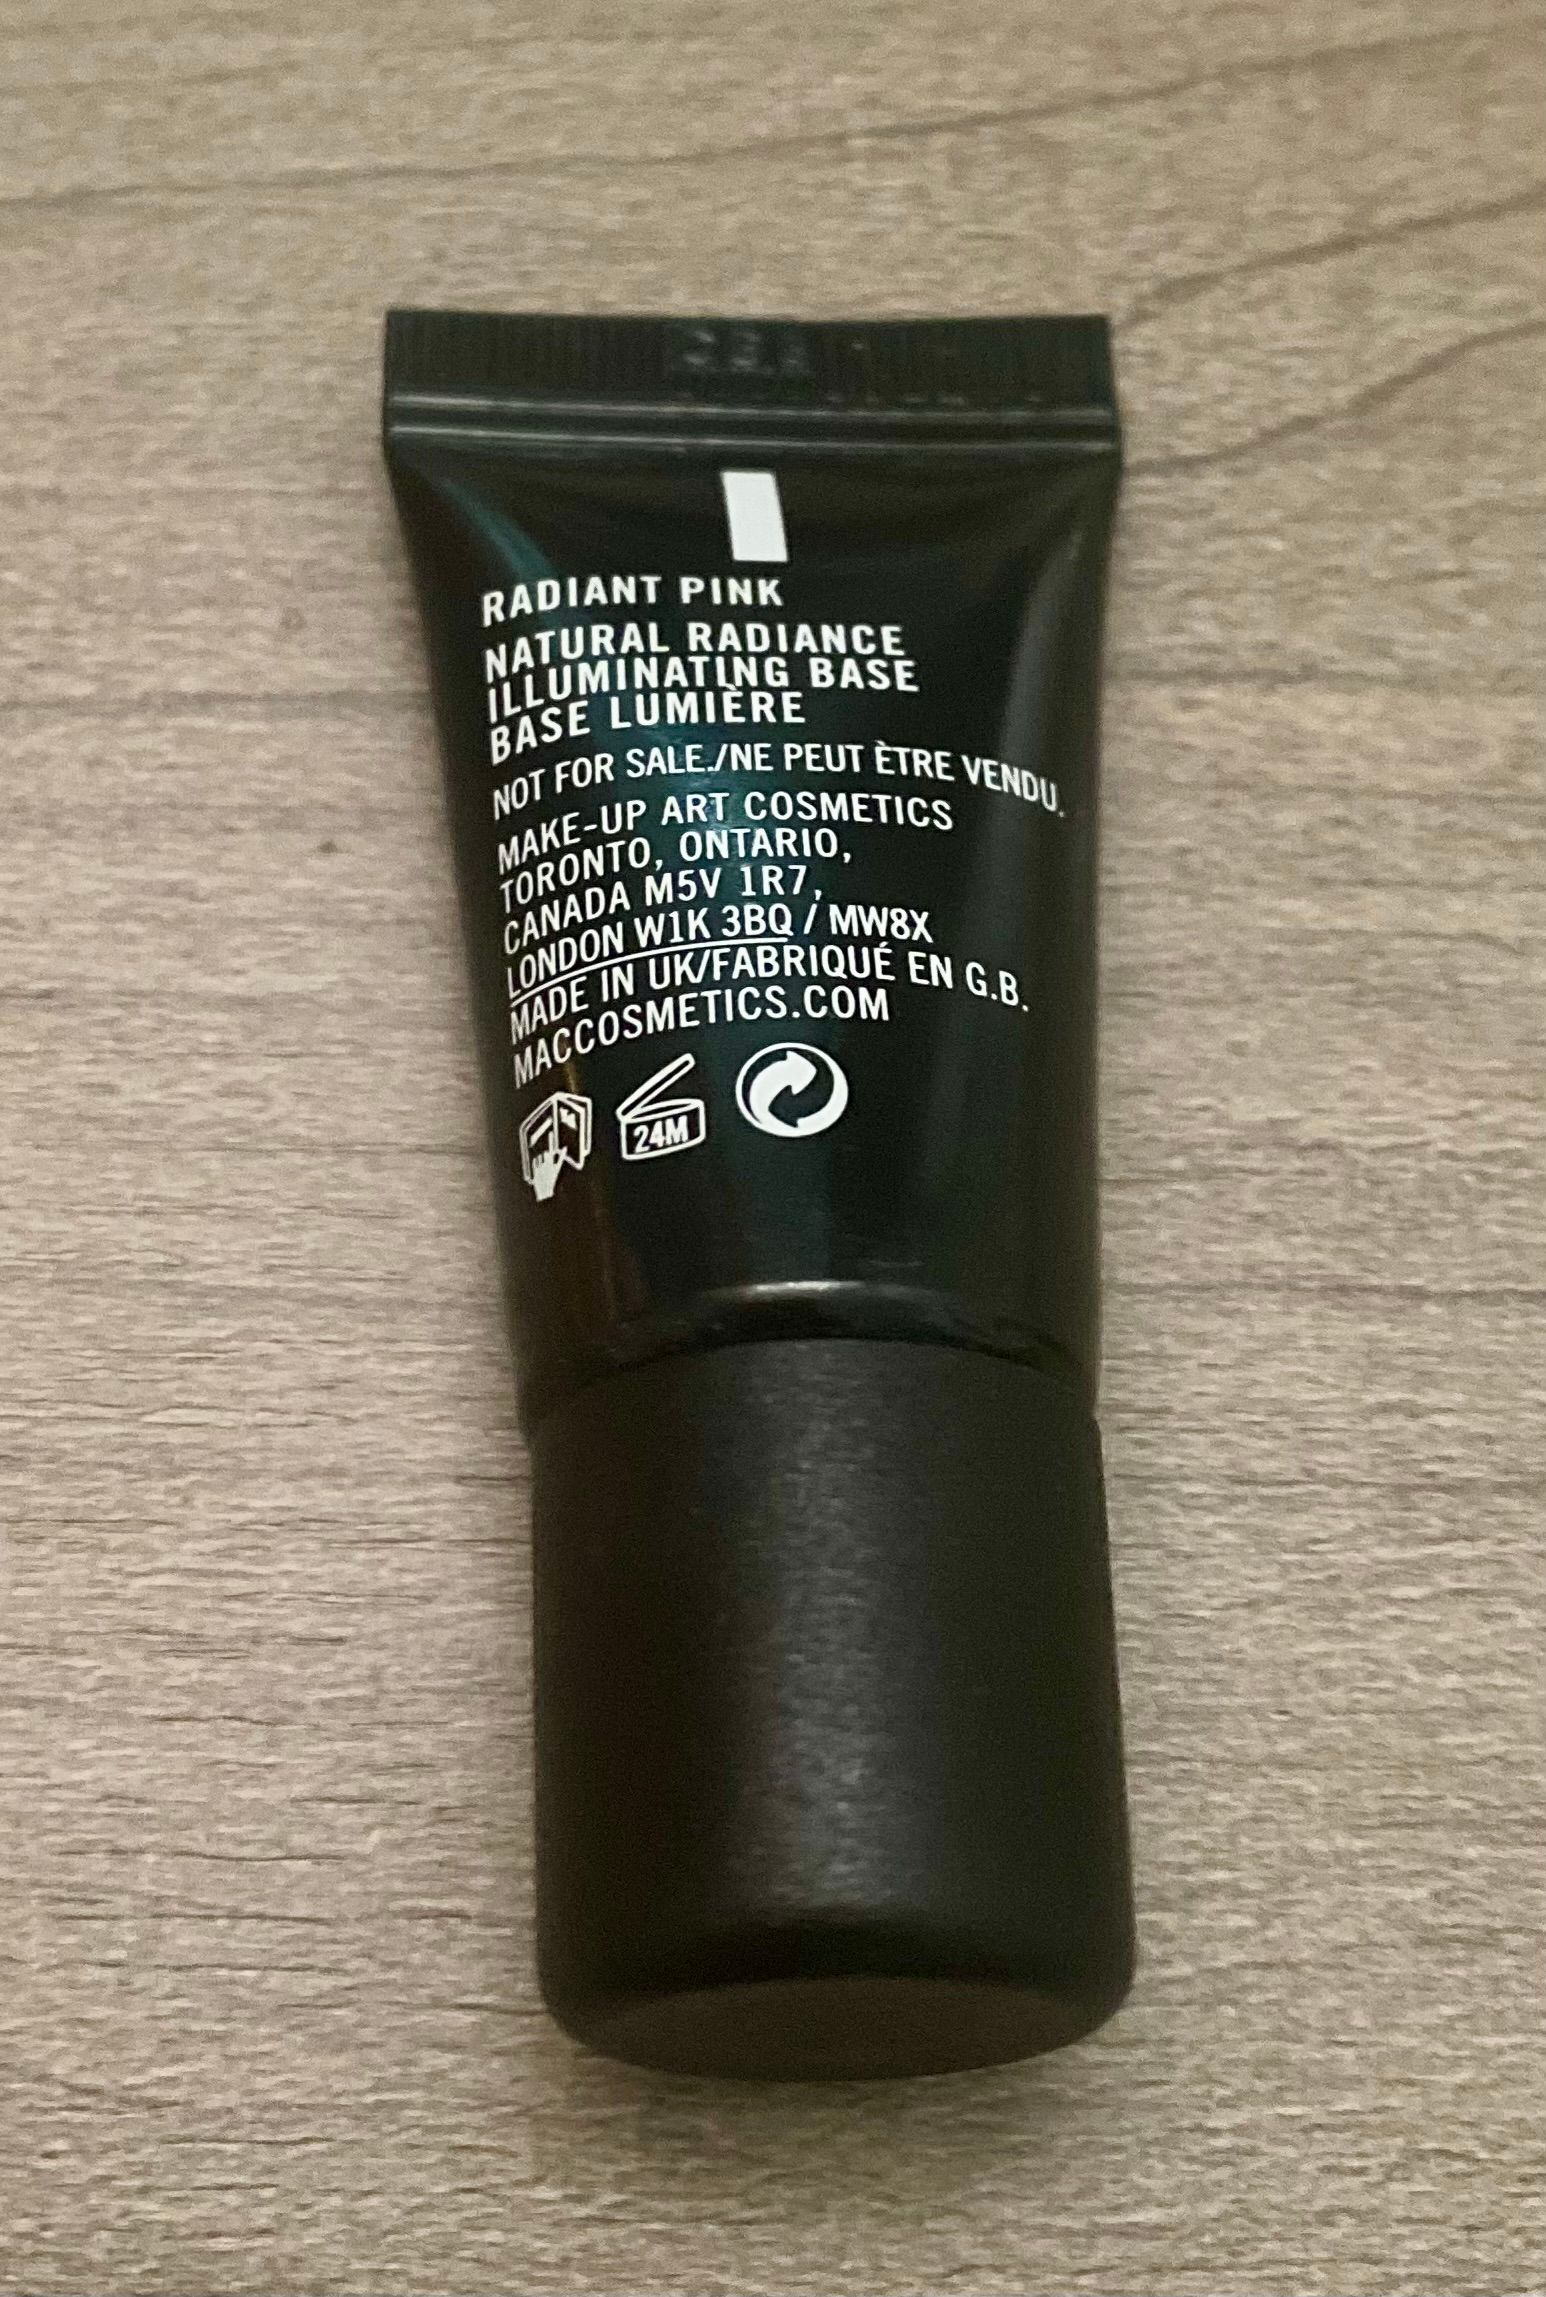 RADIANT PINK
NATURAL RADIANCE
ILLUMINATING BASE
BASE LUMIÈRE
NOT FOR SALE./NE PEUT ÈTRE VENDU.
MAKE-UP ART COSMETICS
TORONTO, ONTARIO,
CANADA M5V 1R7,
LONDON W1K 3BQ / MW8X
MADE IN UK/FABRIQUÉ EN G.B.
MACCOSMETICS.COM
24M